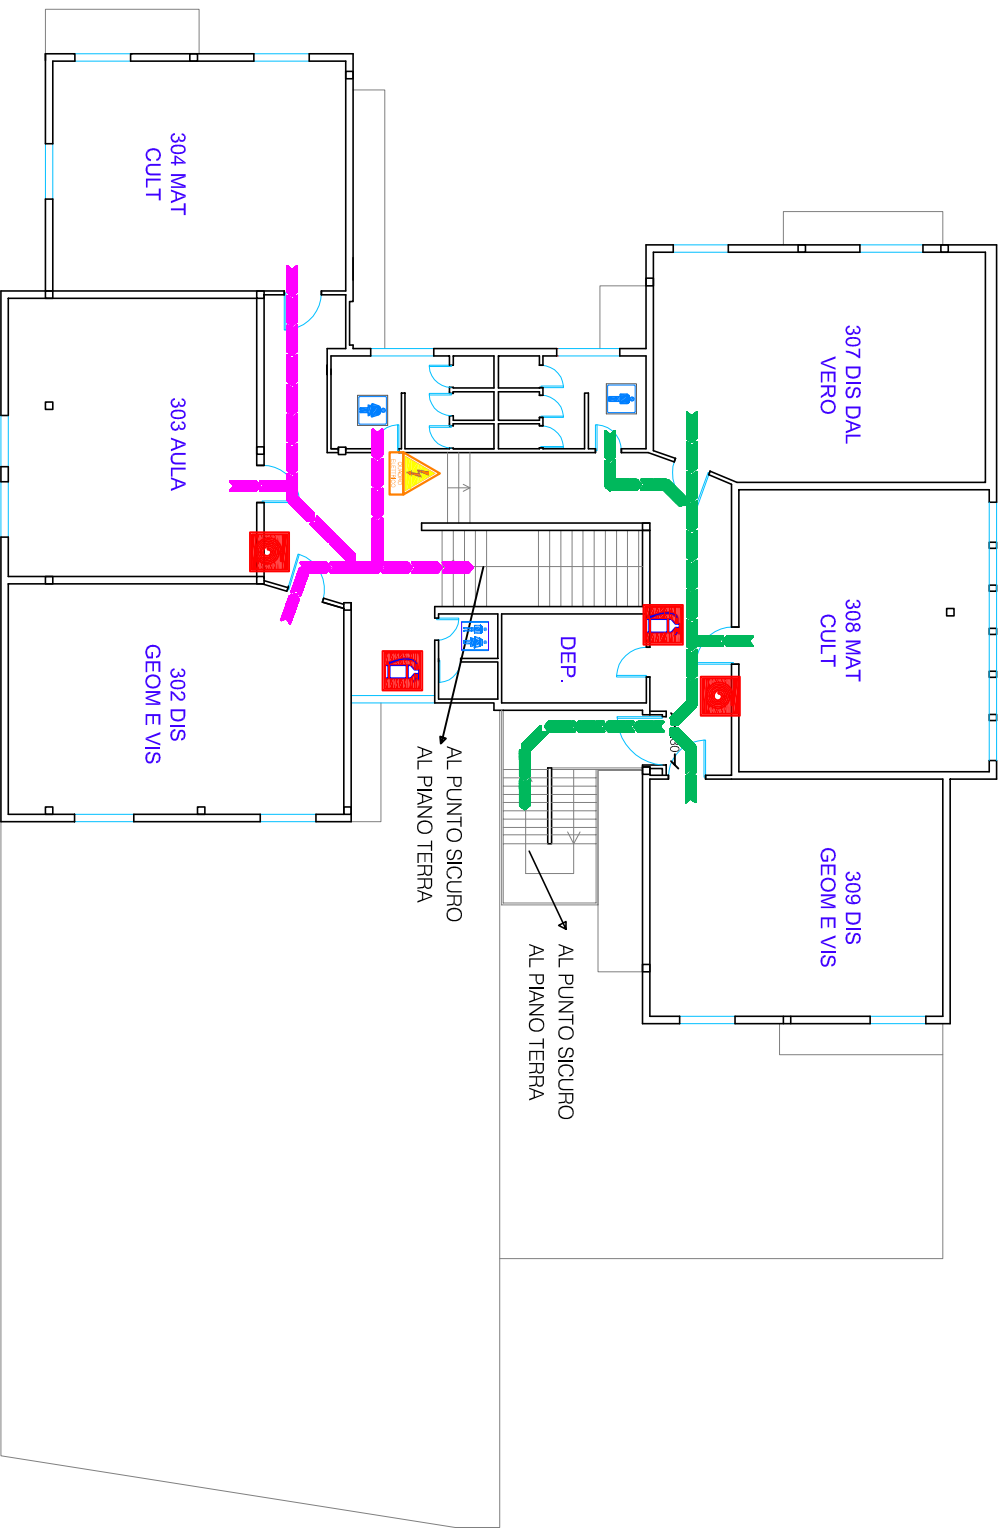 304 MAT
CULT
303 AULA
302 DIS
GEOM E VIS
307 DIS DAL
VERO
308 MAT
CULT
309 DIS
GEOM E VIS
DEP.
AL PUNTO SICURO
AL PIANO TERRA
AL PUNTO SICURO
AL PIANO TERRA